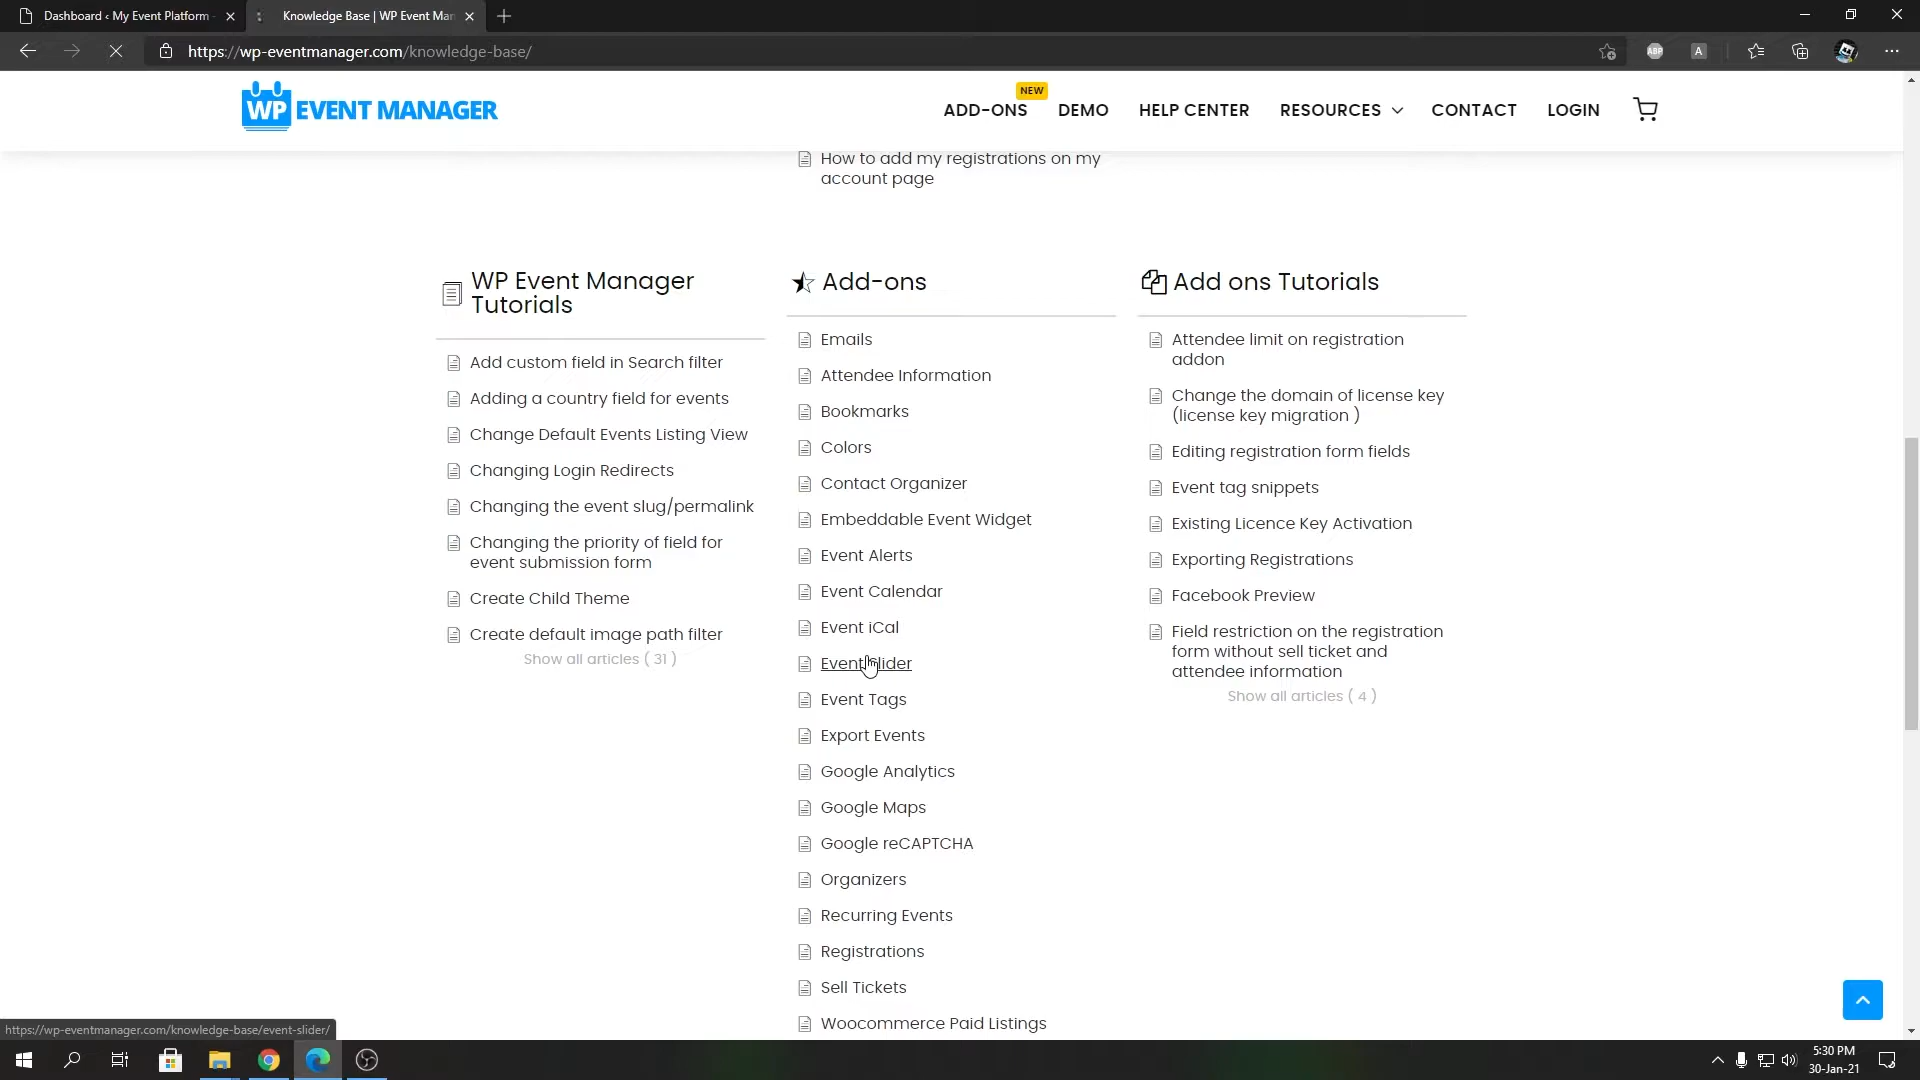 Dashboard ‹ My Event Platform
Knowledge Base | WP Event Man
https://wp-eventmanager.com/knowledge-base/
ABP
A
WP EVENT MANAGER
NEW
ADD-ONS
DEMO
HELP CENTER
RESOURCES
CONTACT
LOGIN
How to add my registrations on my
account page
WP Event Manager
Tutorials
Add custom field in Search filter
Adding a country field for events
Change Default Events Listing View
Changing Login Redirects
Changing the event slug/permalink
Changing the priority of field for
event submission form
Create Child Theme
Create default image path filter
Show all articles ( 31 )
Add-ons
Emails
Attendee Information
Bookmarks
Colors
Contact Organizer
Embeddable Event Widget
Event Alerts
Event Calendar
Event iCal
Event Slider
Event Tags
Export Events
Google Analytics
Google Maps
Google reCAPTCHA
Organizers
Recurring Events
Registrations
Sell Tickets
Woocommerce Paid Listings
Add ons Tutorials
Attendee limit on registration
addon
Change the domain of license key
(license key migration )
Editing registration form fields
Event tag snippets
Existing Licence Key Activation
Exporting Registrations
Facebook Preview
Field restriction on the registration
form without sell ticket and
attendee information
Show all articles ( 4 )
https://wp-eventmanager.com/knowledge-base/event-slider/
5:30 PM
30-Jan-21